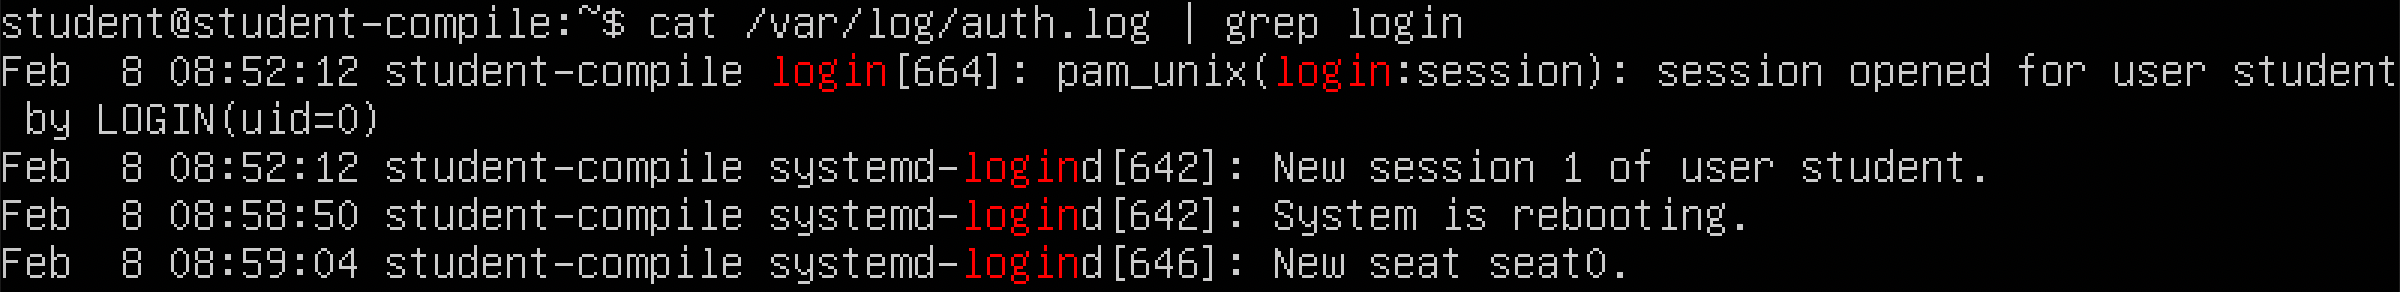 student@student-compile:~$ cat /var/log/auth.log | grep login
Feb  8 08:52:12 student-compile login[664]: pam_unix(login:session): session opened for user student
 by LOGIN(uid=0)
Feb  8 08:52:12 student-compile systemd-logind[642]: New session 1 of user student.
Feb  8 08:58:50 student-compile systemd-logind[642]: System is rebooting.
Feb  8 08:59:04 student-compile systemd-logind[646]: New seat seat0.